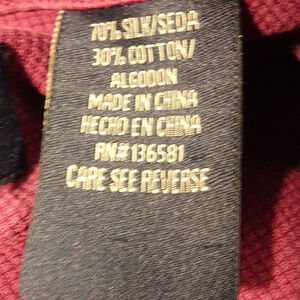 70% SILK/SEDA
30% COTTON/
ALGODON
MADE IN CHINA
HECHO EN CHINA
RN# 136581
CARE SEE REVERSE